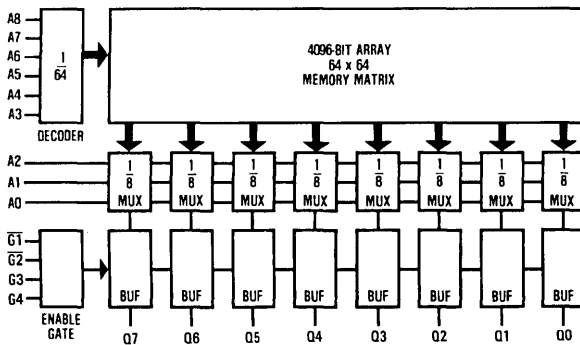 A8
A7
A6
A5
A4
A3
1
64
DECODER
4096-BIT ARRAY
64 x 64
MEMORY MATRIX
A2
A1
A0
1 1 1 1 1 1 1 1
8 8 8 8 8 8 8 8
MUX MUX MUX MUX MUX MUX MUX MUX
G1
G2
G3
G4
ENABLE
GATE
BUF BUF BUF BUF BUF BUF BUF BUF
Q7 Q6 Q5 Q4 Q3 Q2 Q1 Q0